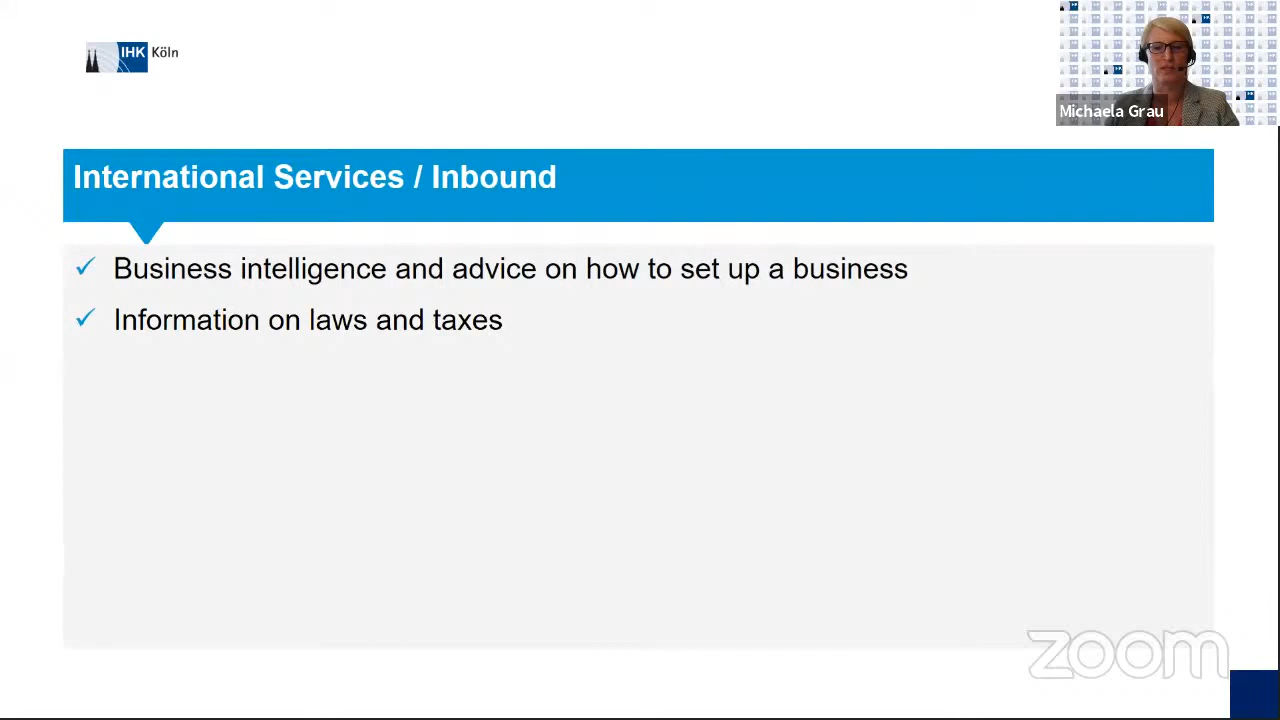 IHK Köln
Michaela Grau
International Services / Inbound
✓ Business intelligence and advice on how to set up a business
✓ Information on laws and taxes
zoom